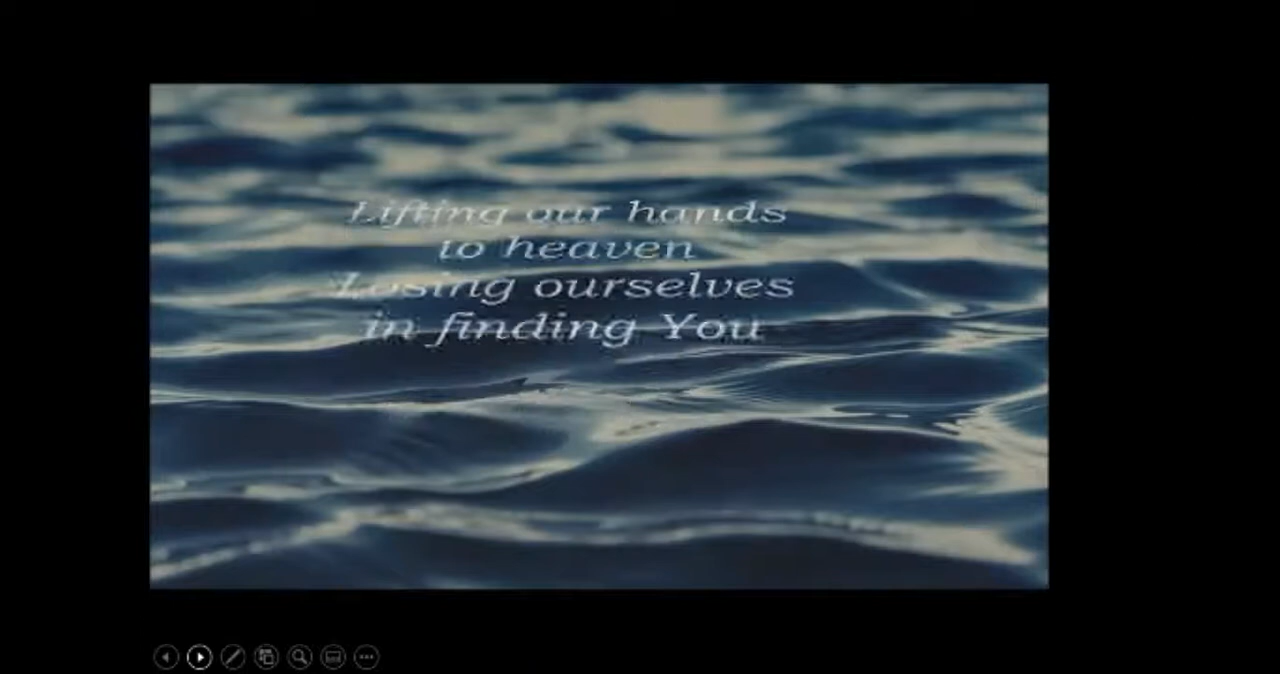 Lifting our hands
to heaven
Losing ourselves
in finding You